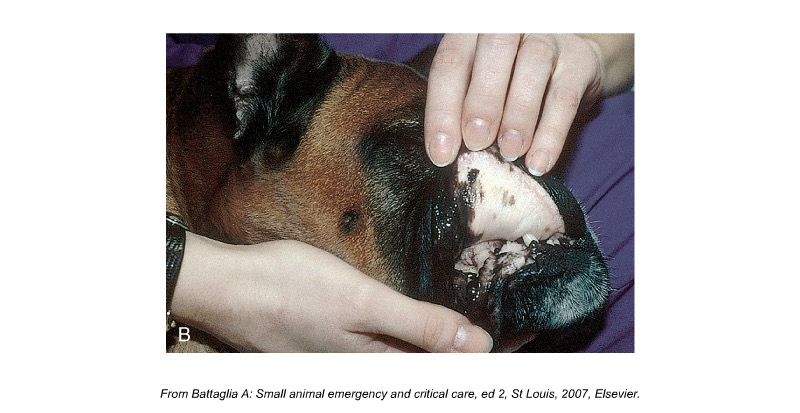 B
From Battaglia A: Small animal emergency and critical care, ed 2, St Louis, 2007, Elsevier.